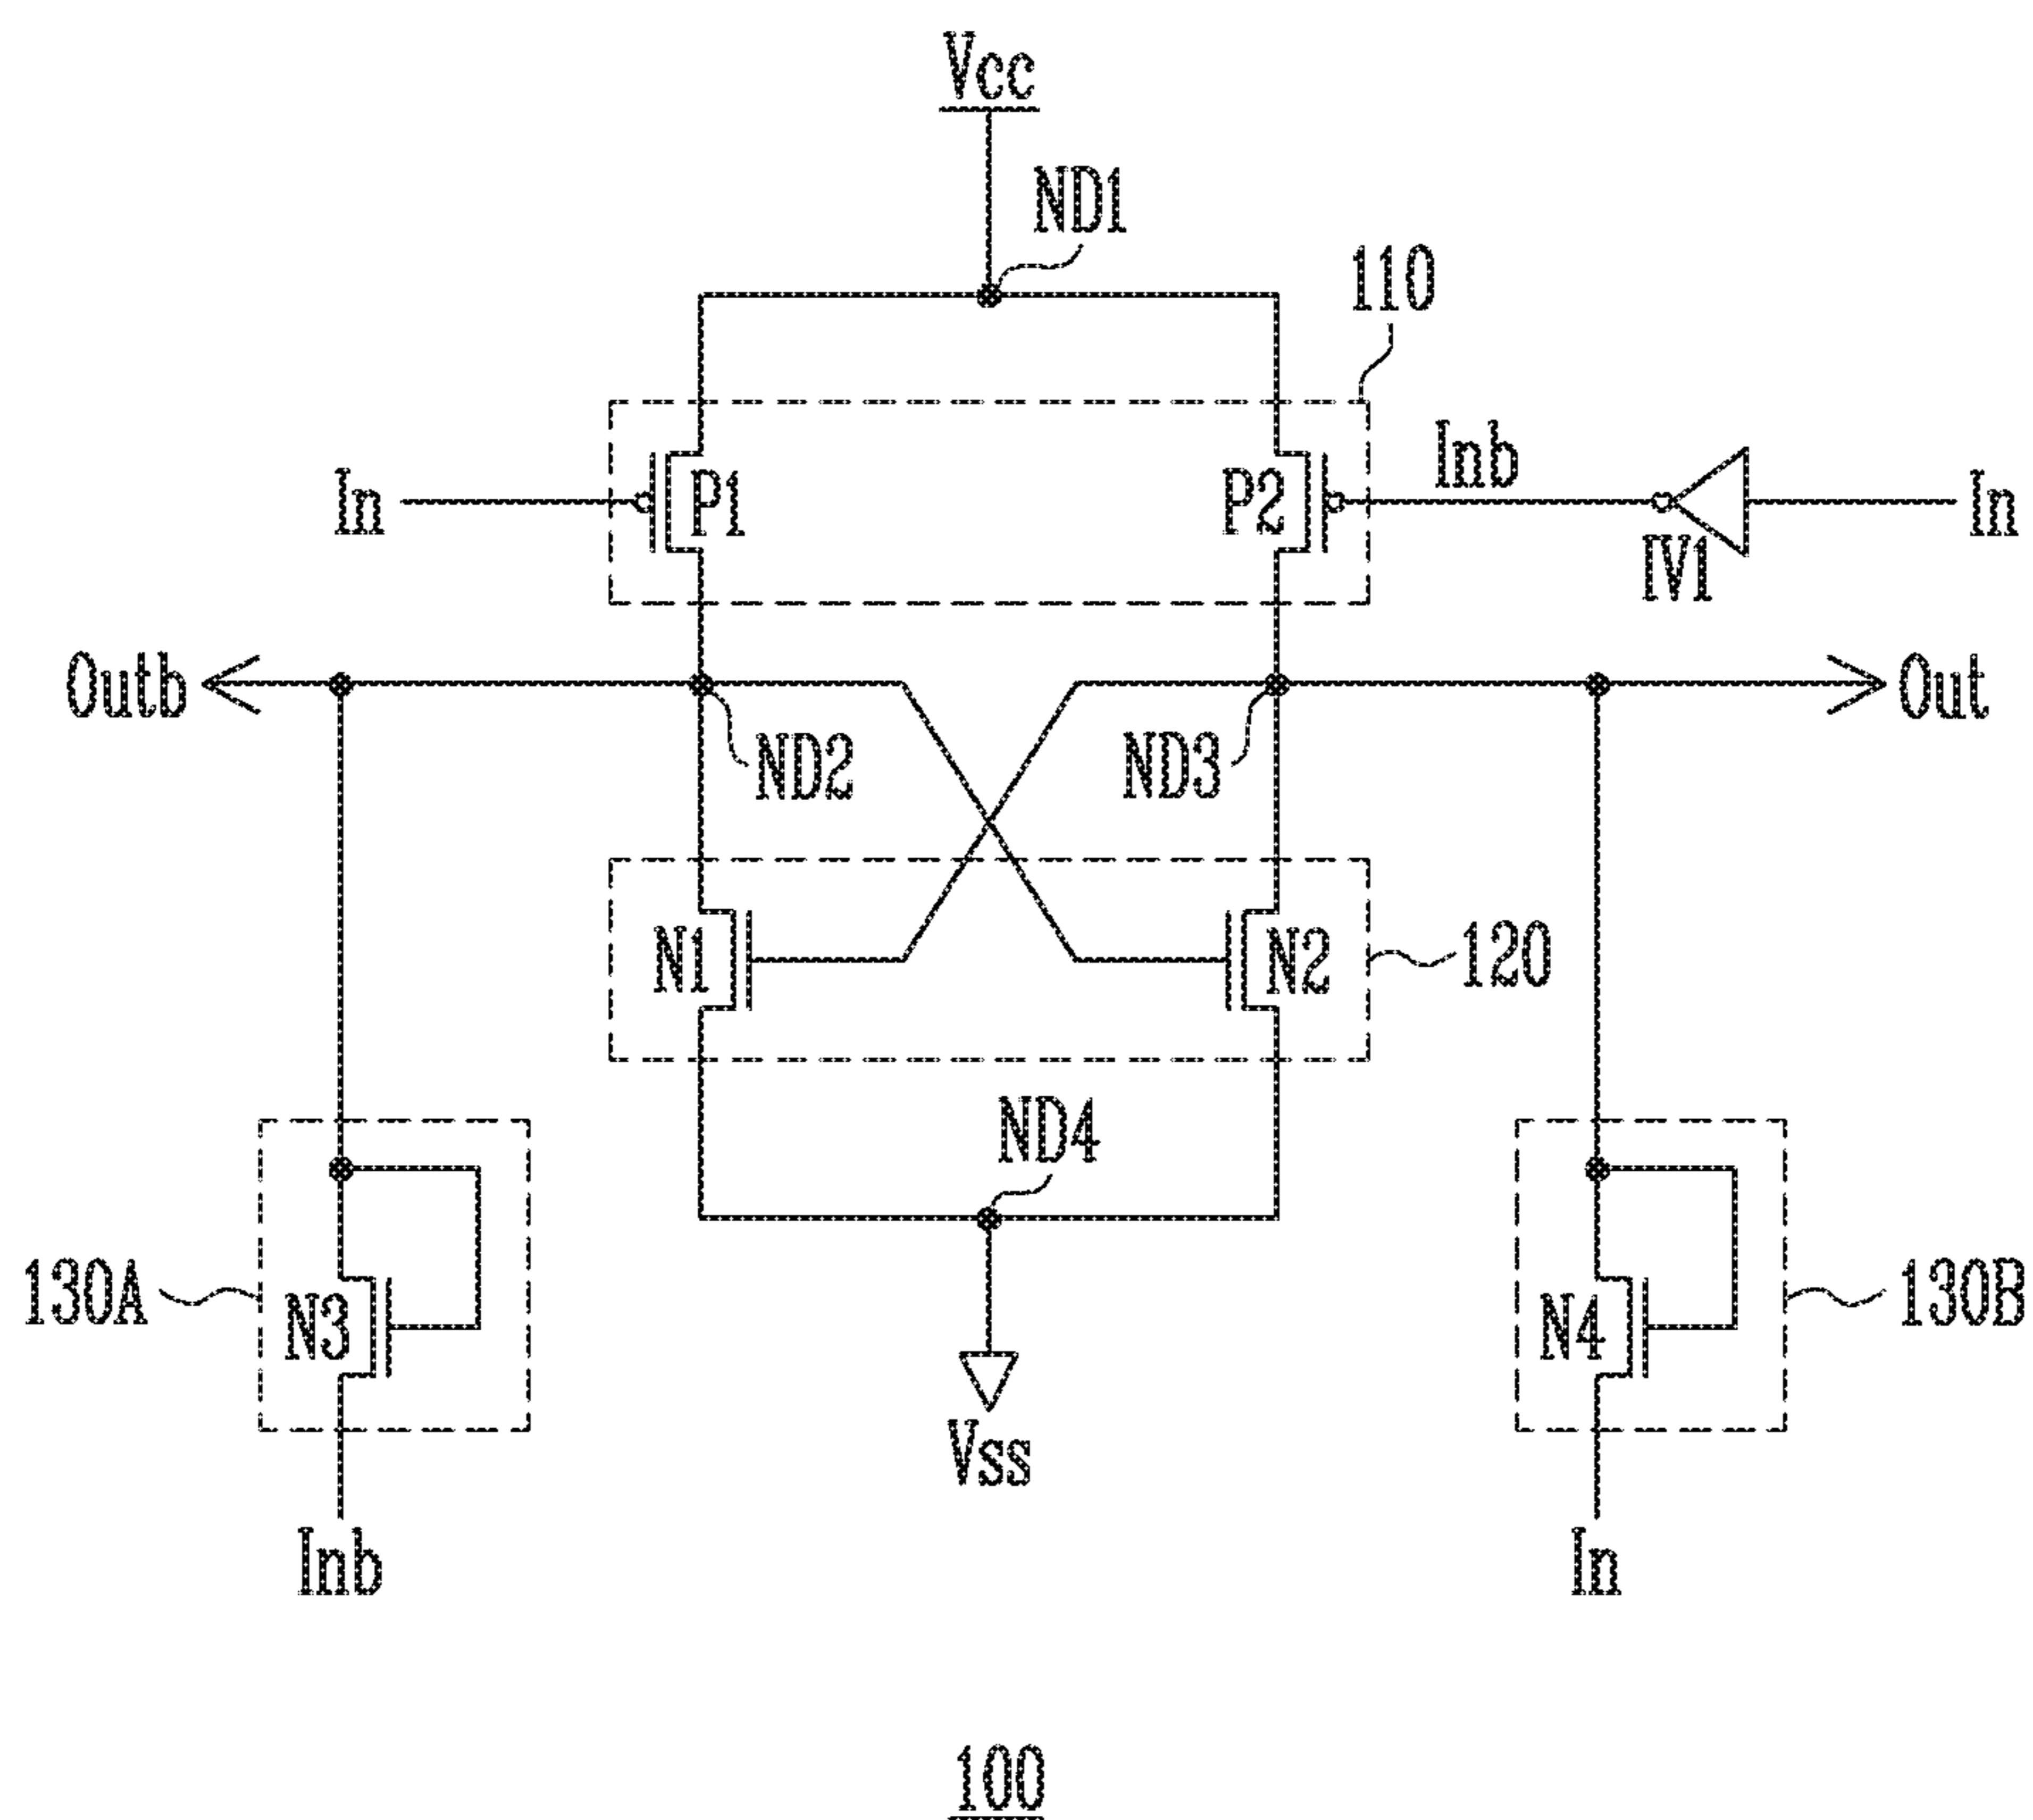 Vcc
ND1
110
In
P1
P2
Inb
IV1
In
Outb
Out
ND2
ND3
N1
N2
120
ND4
130A
N3
N4
130B
Vss
Inb
In
100